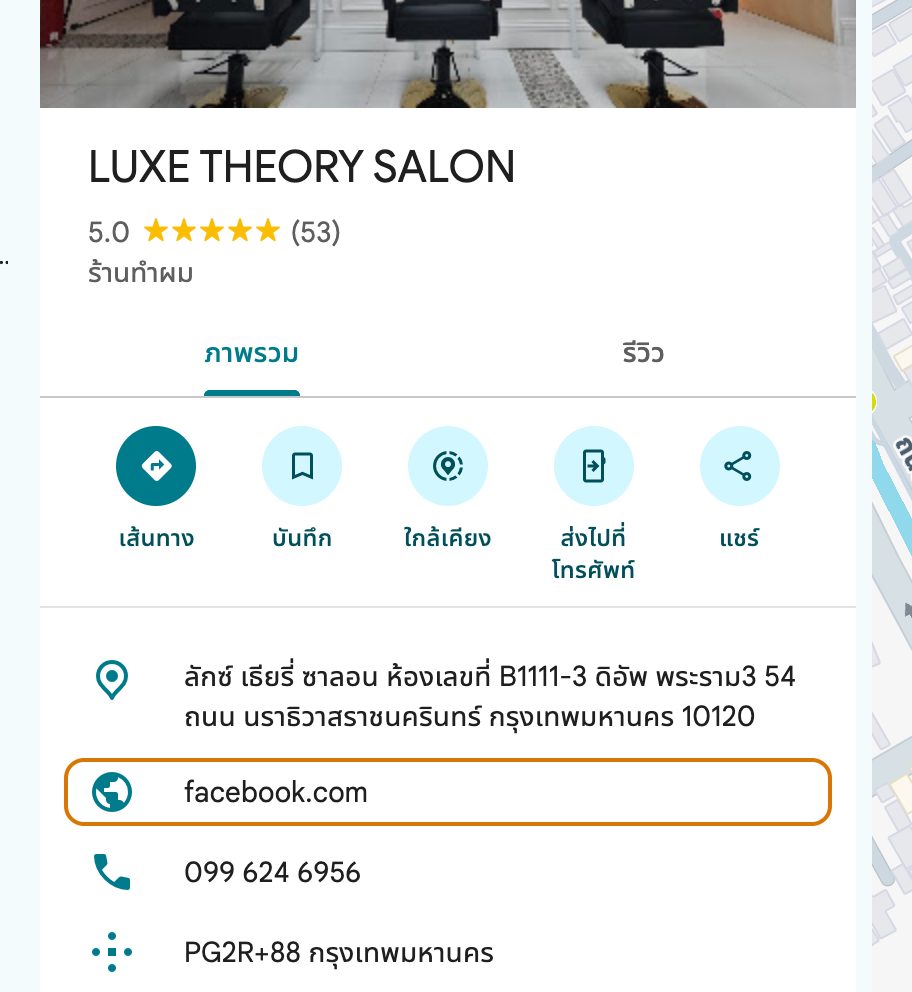 LUXE THEORY SALON
5.0 ★★★★★ (53)
ร้านทำผม
ภาพรวม
รีวิว
เส้นทาง
บันทึก
ใกล้เคียง
ส่งไปที่
โทรศัพท์
แชร์
ลักซ์ เธียรี่ ซาลอน ห้องเลขที่ B1111-3 ดิอัพ พระราม3 54
ถนน นราธิวาสราชนครินทร์ กรุงเทพมหานคร 10120
facebook.com
099 624 6956
PG2R+88 กรุงเทพมหานคร